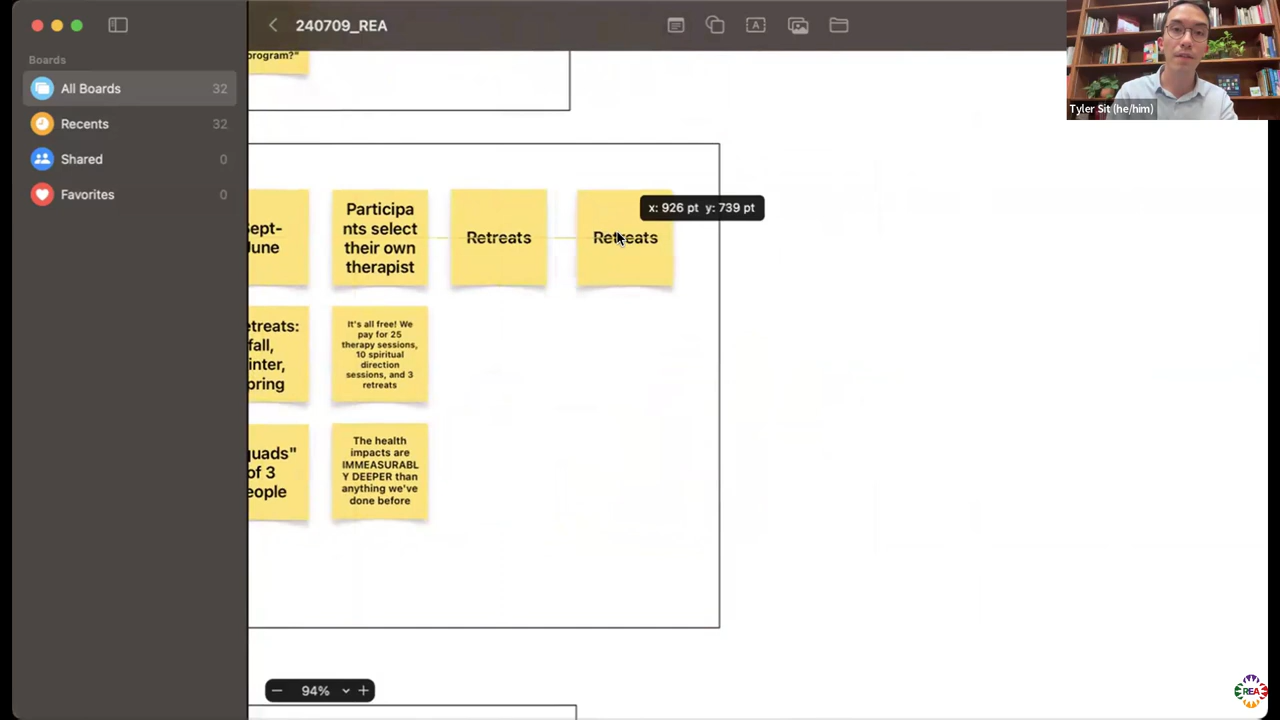 240709_REA
Boards
All Boards 32
Recents 32
Shared 0
Favorites 0
program?"
Sept-
June
Participa
nts select
their own
therapist
Retreats
Retreats
x: 926 pt y: 739 pt
etreats:
fall,
inter,
pring
It's all free! We
pay for 25
therapy sessions,
10 spiritual
direction
sessions, and 3
retreats
quads"
of 3
eople
The health
impacts are
IMMEASURABL
Y DEEPER than
anything we've
done before
94%
Tyler Sit (he/him)
REA